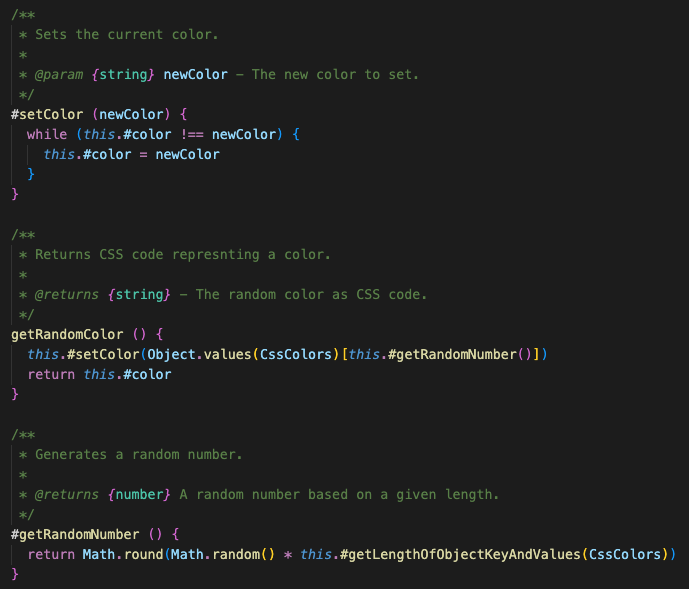 /**
 * Sets the current color.
 *
 * @param {string} newColor - The new color to set.
 */
#setColor (newColor) {
  while (this.#color !== newColor) {
    this.#color = newColor
  }
}

/**
 * Returns CSS code represnting a color.
 *
 * @returns {string} - The random color as CSS code.
 */
getRandomColor () {
  this.#setColor(Object.values(CssColors)[this.#getRandomNumber()])
  return this.#color
}

/**
 * Generates a random number.
 *
 * @returns {number} A random number based on a given length.
 */
#getRandomNumber () {
  return Math.round(Math.random() * this.#getLengthOfObjectKeyAndValues(CssColors))
}